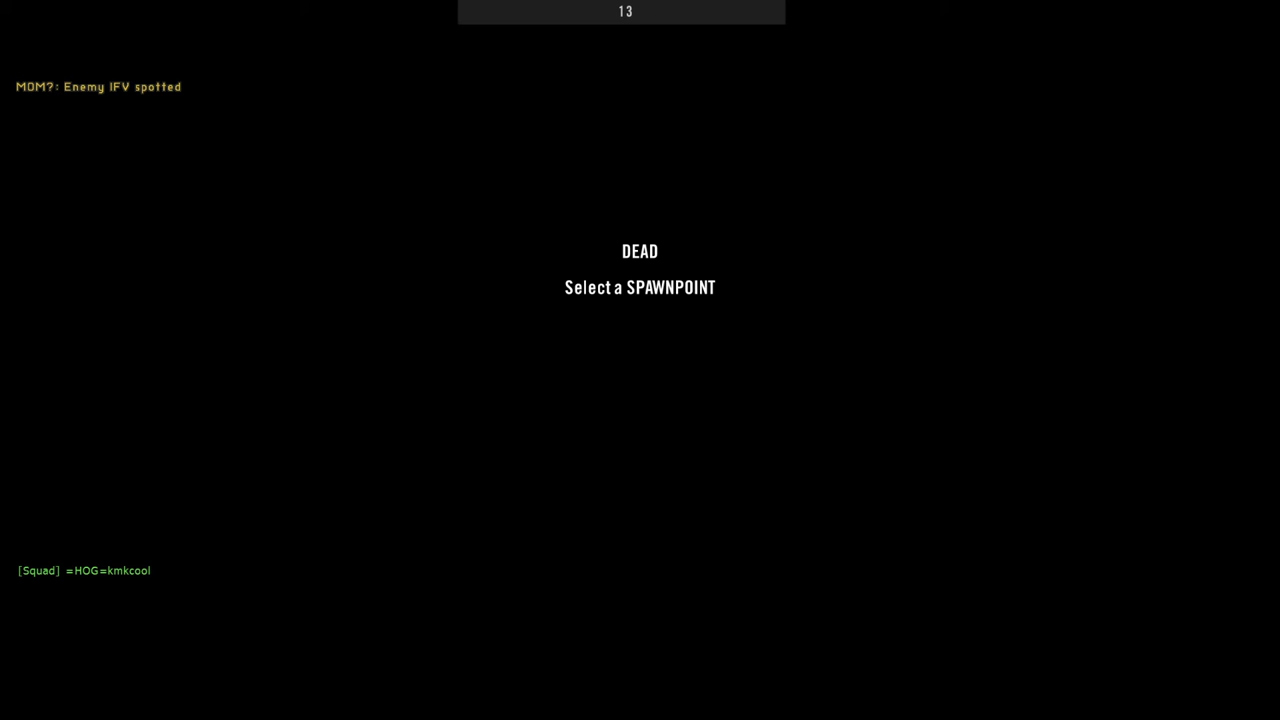 13
MOM?: Enemy IFV spotted
DEAD
Select a SPAWNPOINT
[Squad] =HOG=kmkcool